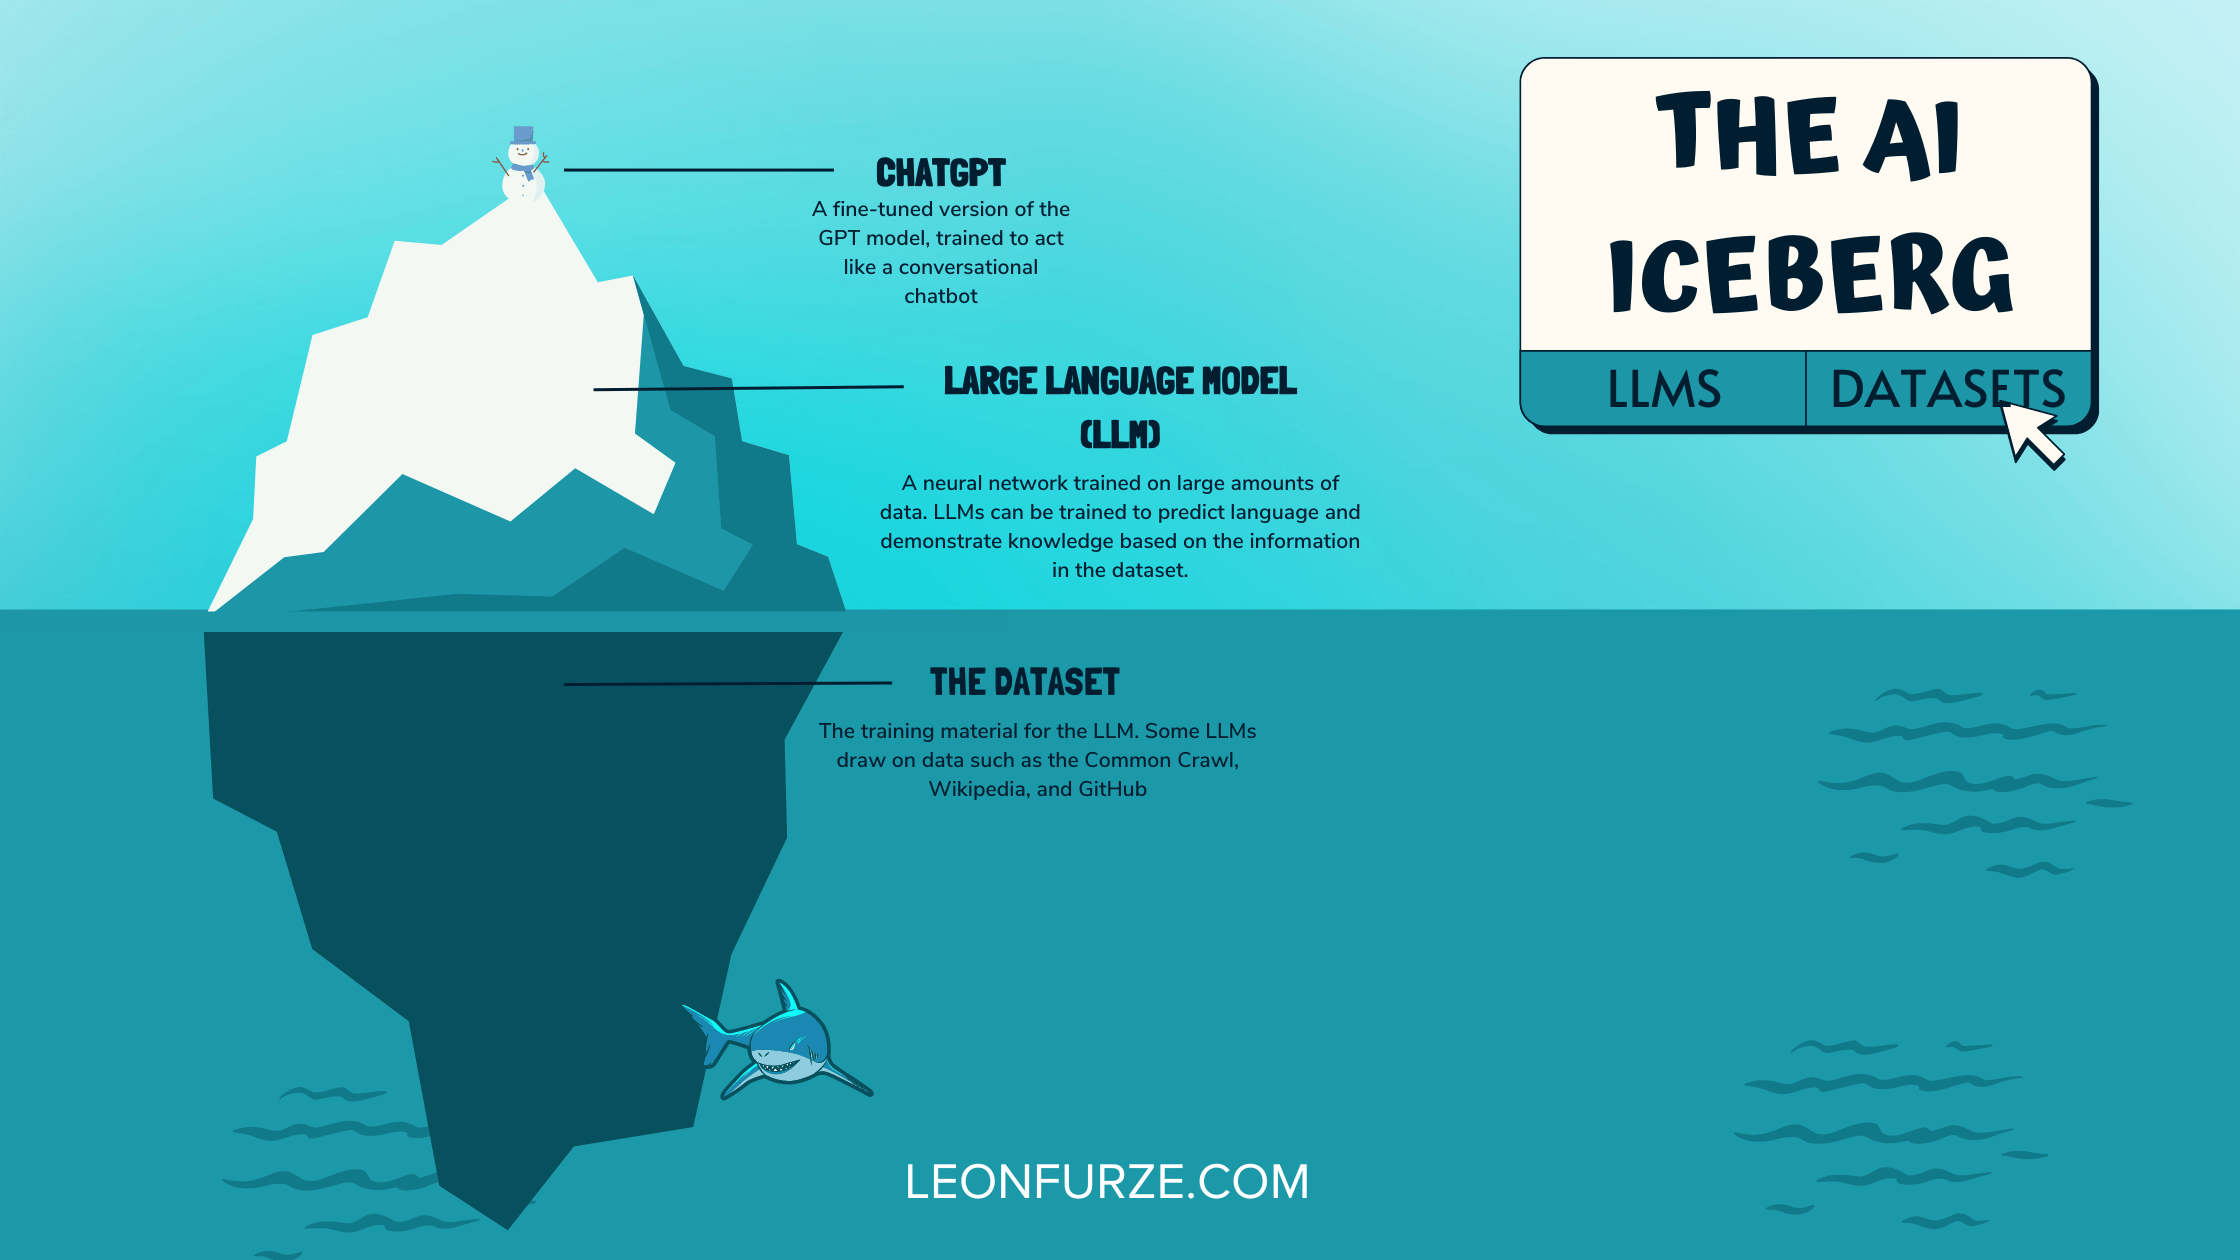 THE AI
ICEBERG
LLMS
DATASETS
CHATGPT
A fine-tuned version of the
GPT model, trained to act
like a conversational
chatbot
LARGE LANGUAGE MODEL
(LLM)
A neural network trained on large amounts of
data. LLMs can be trained to predict language and
demonstrate knowledge based on the information
in the dataset.
THE DATASET
The training material for the LLM. Some LLMs
draw on data such as the Common Crawl,
Wikipedia, and GitHub
LEONFURZE.COM